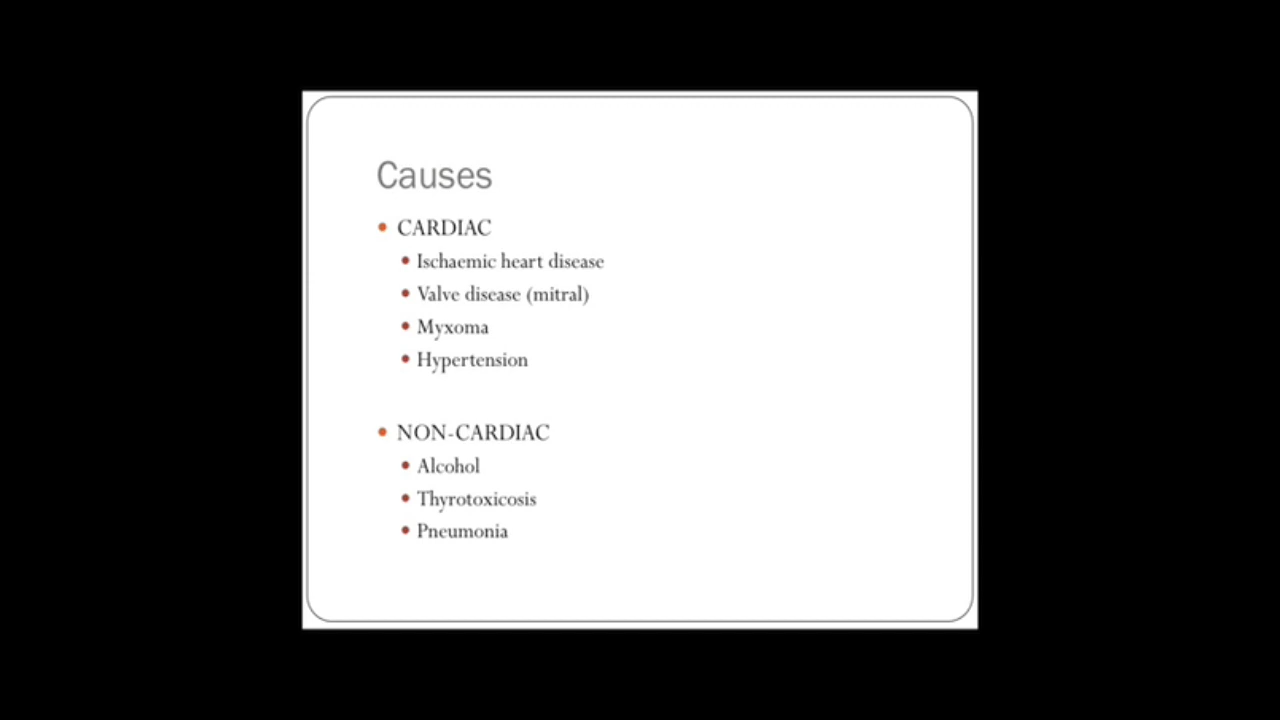 Causes
CARDIAC
Ischaemic heart disease
Valve disease (mitral)
Myxoma
Hypertension
NON-CARDIAC
Alcohol
Thyrotoxicosis
Pneumonia